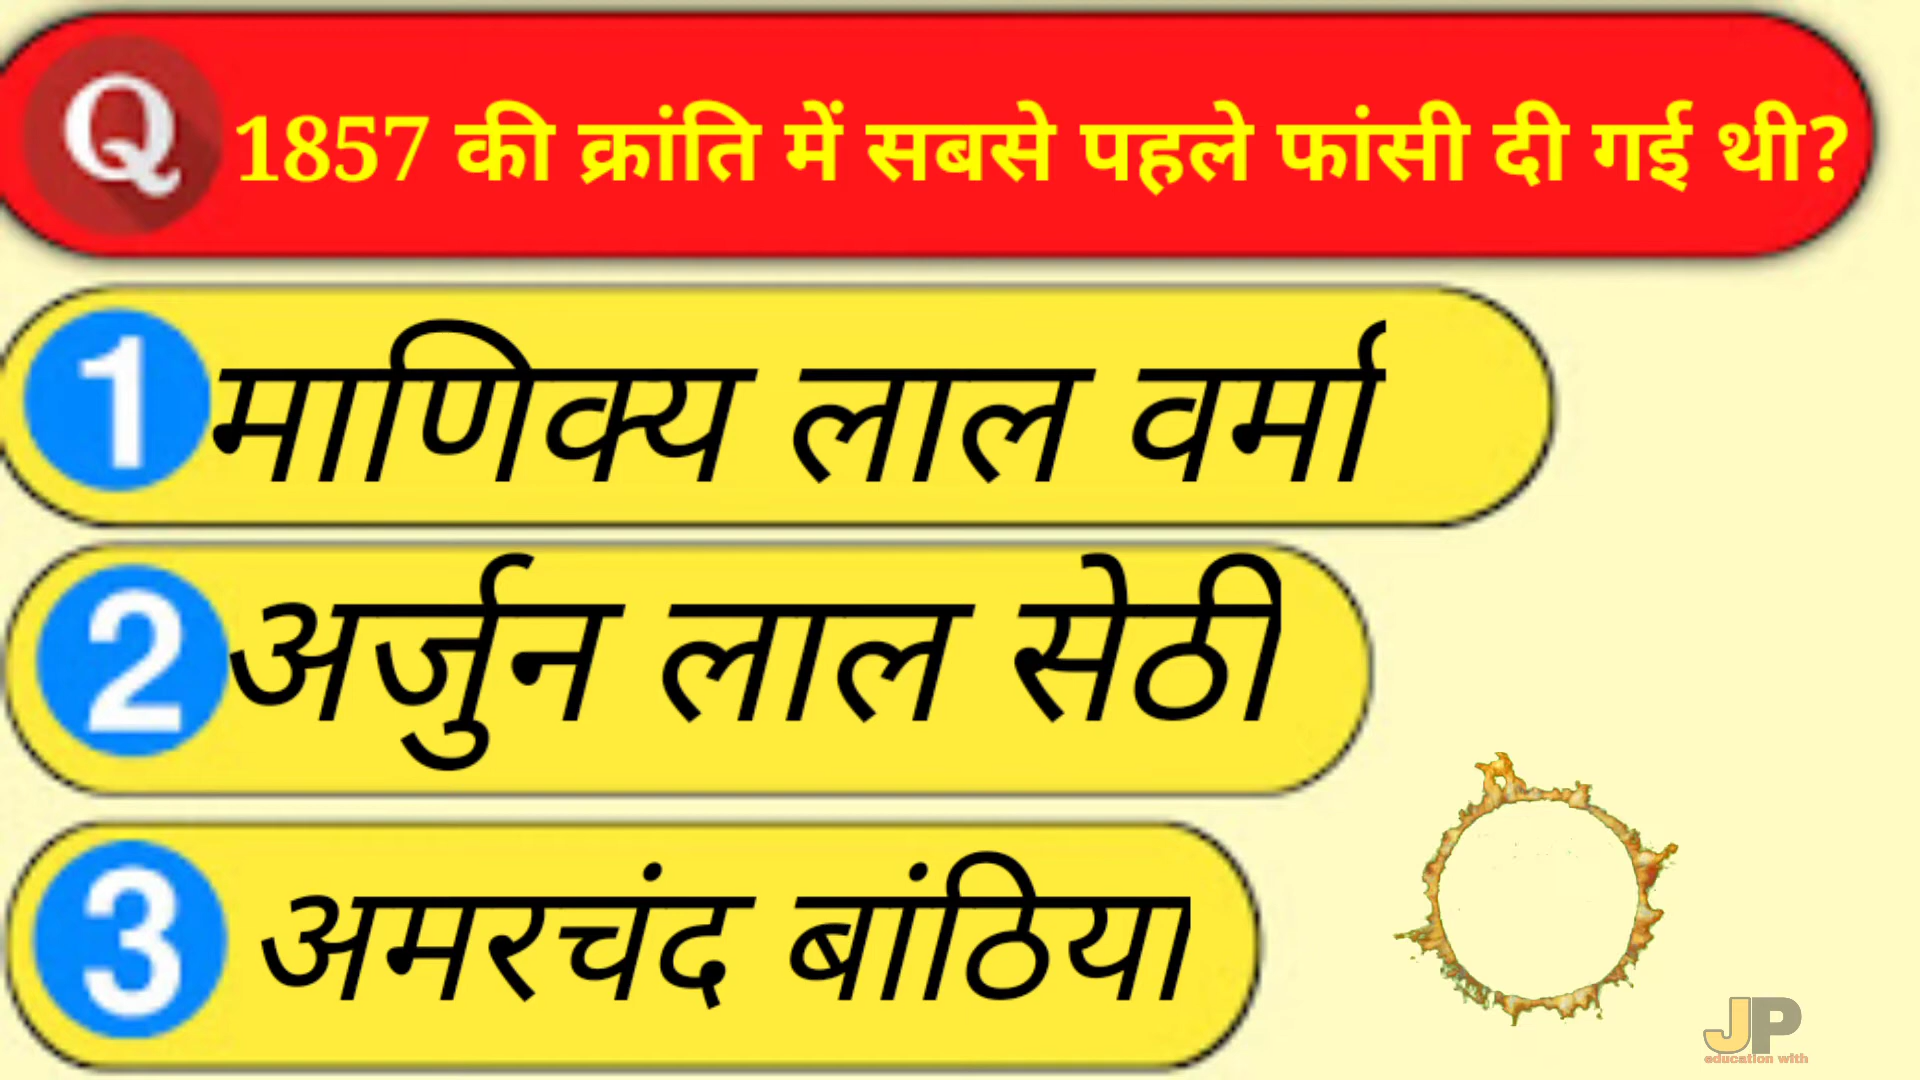 Q 1857 की क्रांति में सबसे पहले फांसी दी गई थी?
1 माणिक्य लाल वर्मा
2 अर्जुन लाल सेठी
3 अमरचंद बांठिया
JP
education with